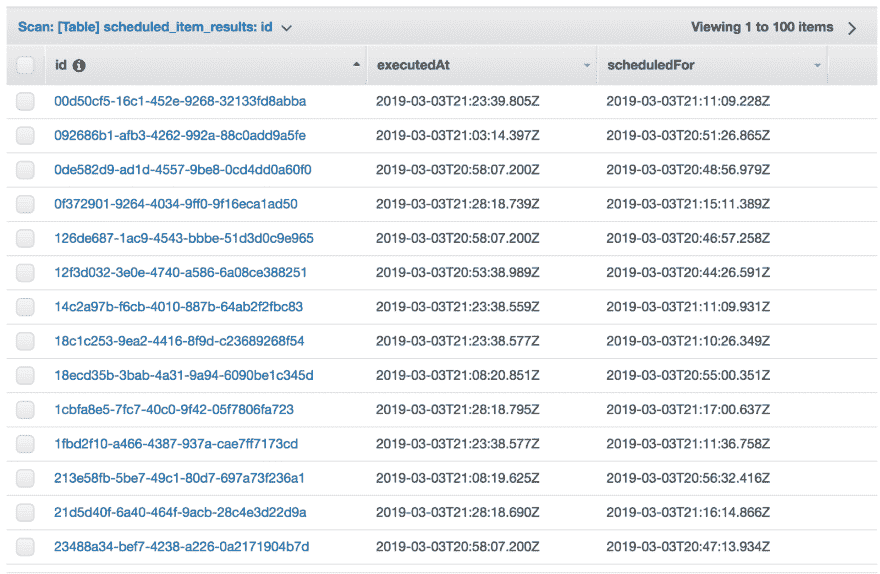 Scan: [Table] scheduled_item_results: id Viewing 1 to 100 items
id executedAt scheduledFor
00d50cf5-16c1-452e-9268-32133fd8abba 2019-03-03T21:23:39.805Z 2019-03-03T21:11:09.228Z
092686b1-afb3-4262-992a-88c0add9a5fe 2019-03-03T21:03:14.397Z 2019-03-03T20:51:26.865Z
0de582d9-ad1d-4557-9be8-0cd4dd0a60f0 2019-03-03T20:58:07.200Z 2019-03-03T20:48:56.979Z
0f372901-9264-4034-9ff0-9f16eca1ad50 2019-03-03T21:28:18.739Z 2019-03-03T21:15:11.389Z
126de687-1ac9-4543-bbbe-51d3d0c9e965 2019-03-03T20:58:07.200Z 2019-03-03T20:46:57.258Z
12f3d032-3e0e-4740-a586-6a08ce388251 2019-03-03T20:53:38.989Z 2019-03-03T20:44:26.591Z
14c2a97b-f6cb-4010-887b-64ab2f2fbc83 2019-03-03T21:23:38.559Z 2019-03-03T21:11:09.931Z
18c1c253-9ea2-4416-8f9d-c23689268f54 2019-03-03T21:23:38.577Z 2019-03-03T21:10:26.349Z
18ecd35b-3bab-4a31-9a94-6090be1c345d 2019-03-03T21:08:20.851Z 2019-03-03T20:55:00.351Z
1cbfa8e5-7fc7-40c0-9f42-05f7806fa723 2019-03-03T21:28:18.795Z 2019-03-03T21:17:00.637Z
1fbd2f10-a466-4387-937a-cae7ff7173cd 2019-03-03T21:23:38.577Z 2019-03-03T21:11:36.758Z
213e58fb-5be7-49c1-80d7-697a73f236a1 2019-03-03T21:08:19.625Z 2019-03-03T20:56:32.416Z
21d5d40f-6a40-464f-9acb-28c4e3d22d9a 2019-03-03T21:28:18.690Z 2019-03-03T21:16:14.866Z
23488a34-bef7-4238-a226-0a2171904b7d 2019-03-03T20:58:07.200Z 2019-03-03T20:47:13.934Z